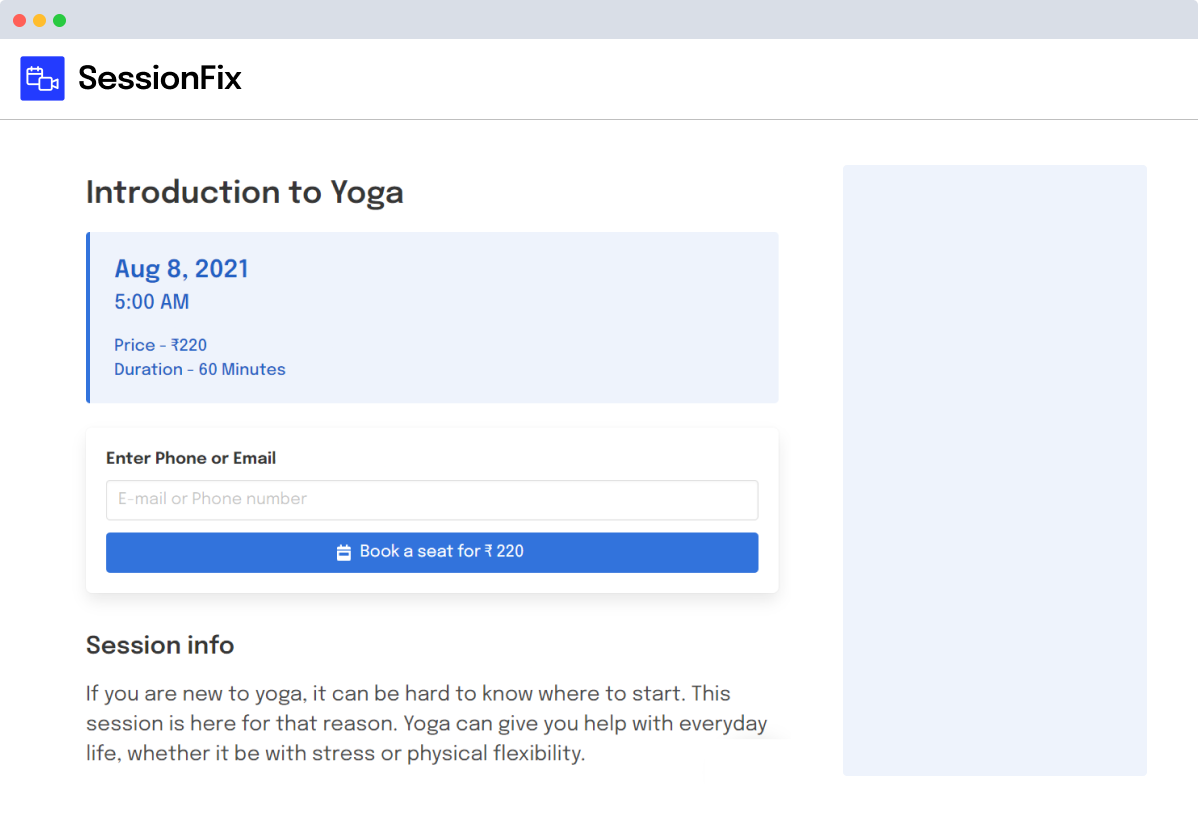 SessionFix
Introduction to Yoga
Aug 8, 2021
5:00 AM
Price - ₹220
Duration - 60 Minutes
Enter Phone or Email
E-mail or Phone number
Book a seat for ₹ 220
Session info
If you are new to yoga, it can be hard to know where to start. This
session is here for that reason. Yoga can give you help with everyday
life, whether it be with stress or physical flexibility.